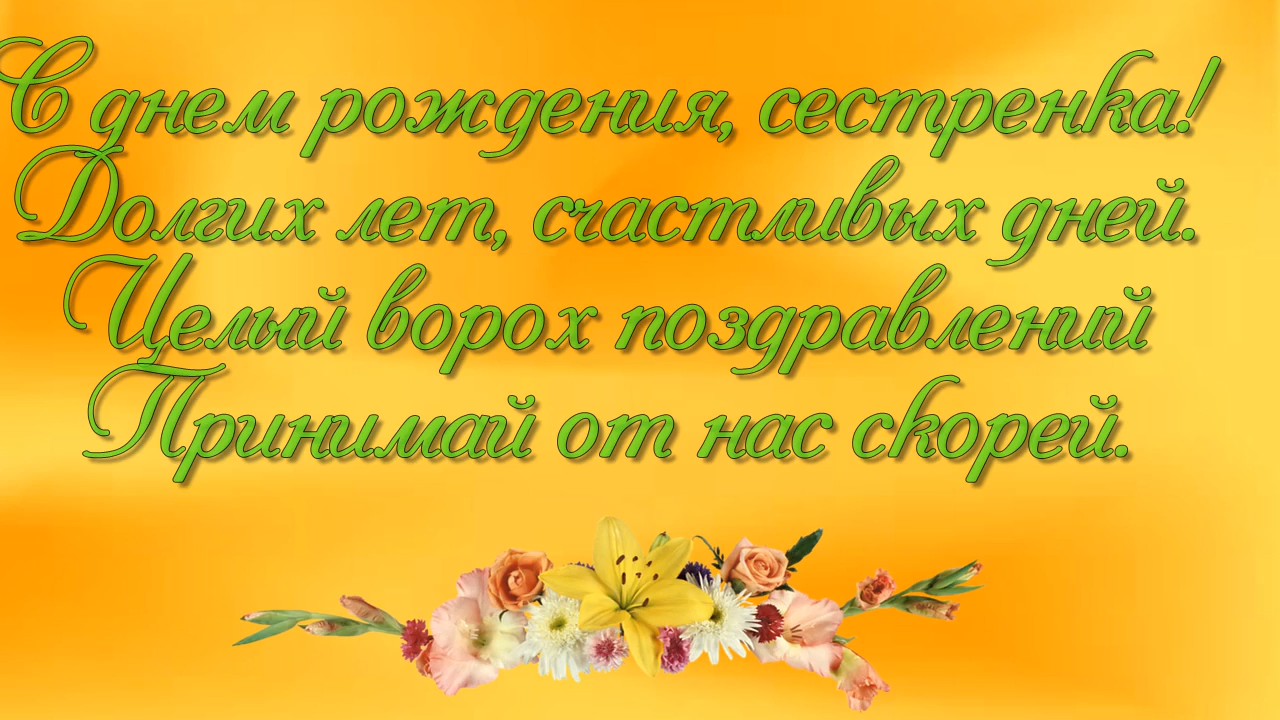 С днем рождения, сестренка!
Долгих лет, счастливых дней.
Целый ворох поздравлений
Принимай от нас скорей.